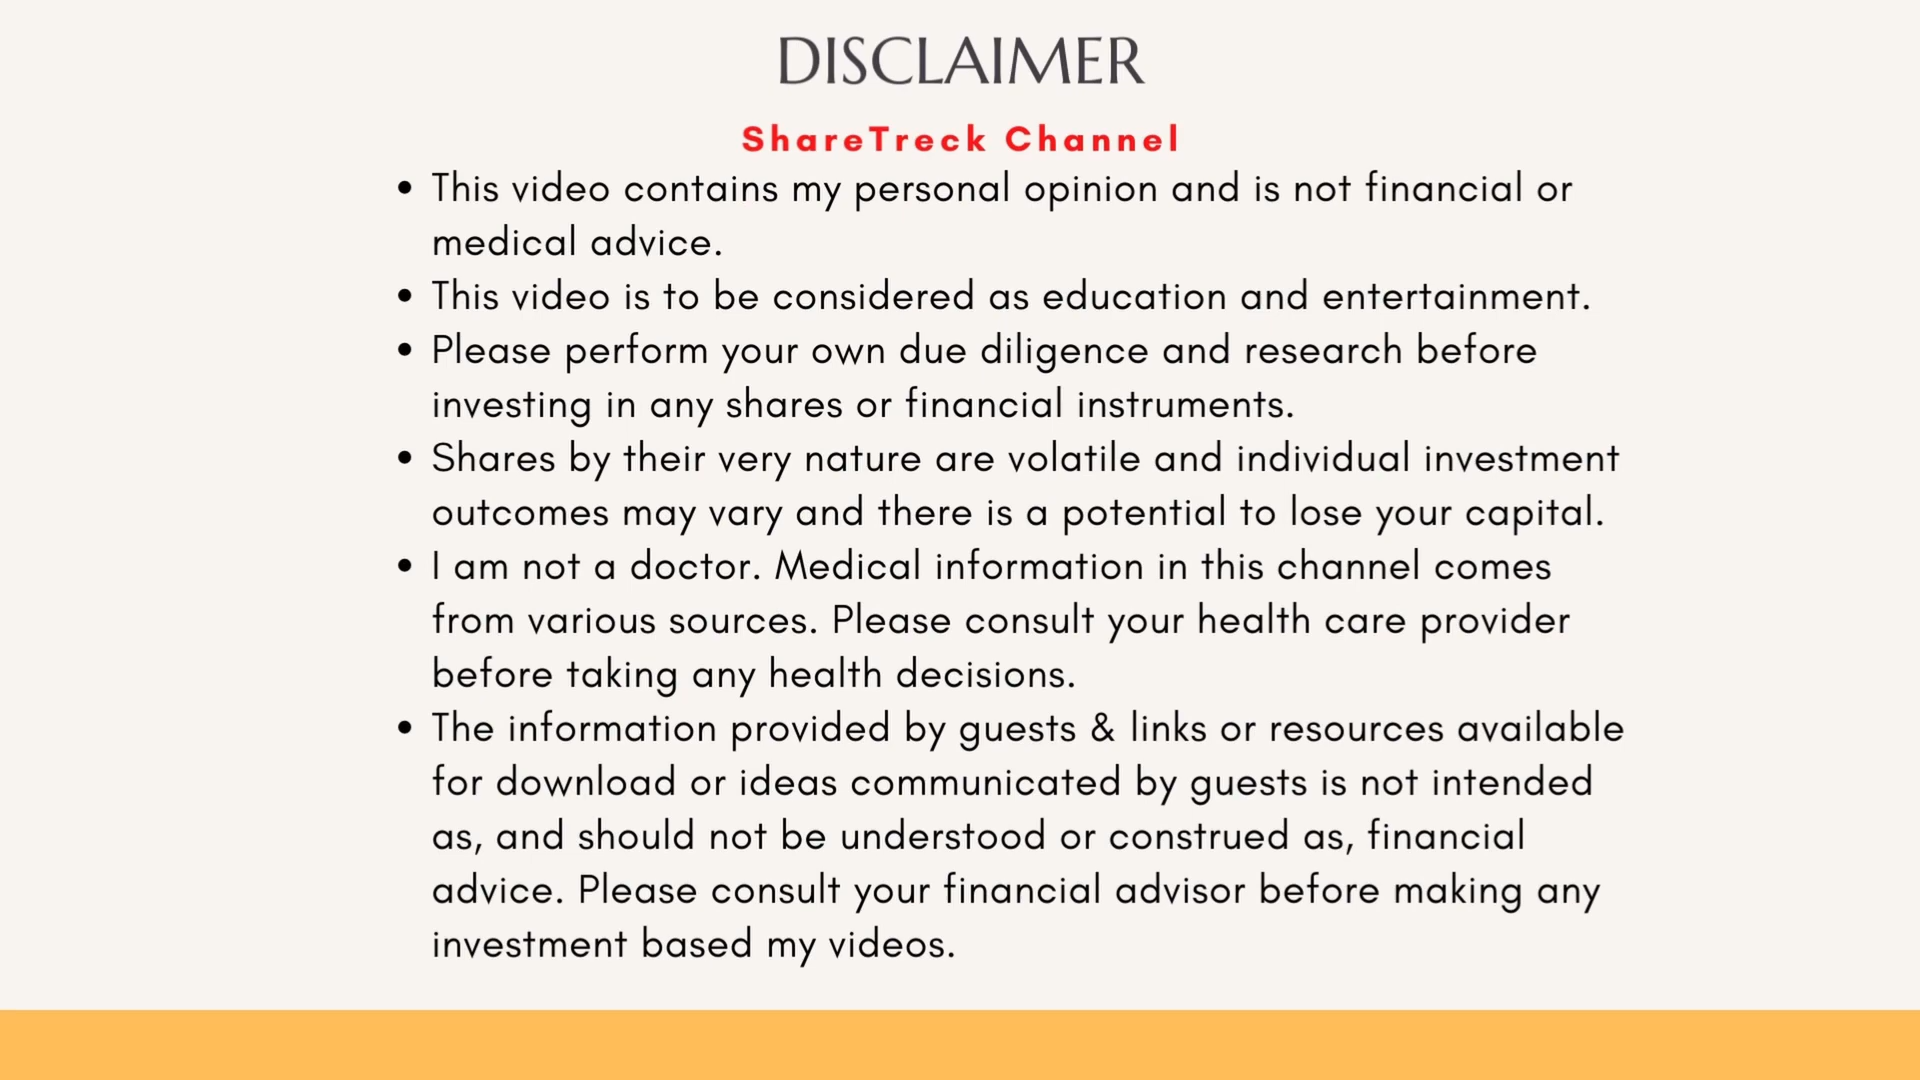 DISCLAIMER
ShareTreck Channel
• This video contains my personal opinion and is not financial or
medical advice.
• This video is to be considered as education and entertainment.
• Please perform your own due diligence and research before
investing in any shares or financial instruments.
• Shares by their very nature are volatile and individual investment
outcomes may vary and there is a potential to lose your capital.
• I am not a doctor. Medical information in this channel comes
from various sources. Please consult your health care provider
before taking any health decisions.
• The information provided by guests & links or resources available
for download or ideas communicated by guests is not intended
as, and should not be understood or construed as, financial
advice. Please consult your financial advisor before making any
investment based my videos.